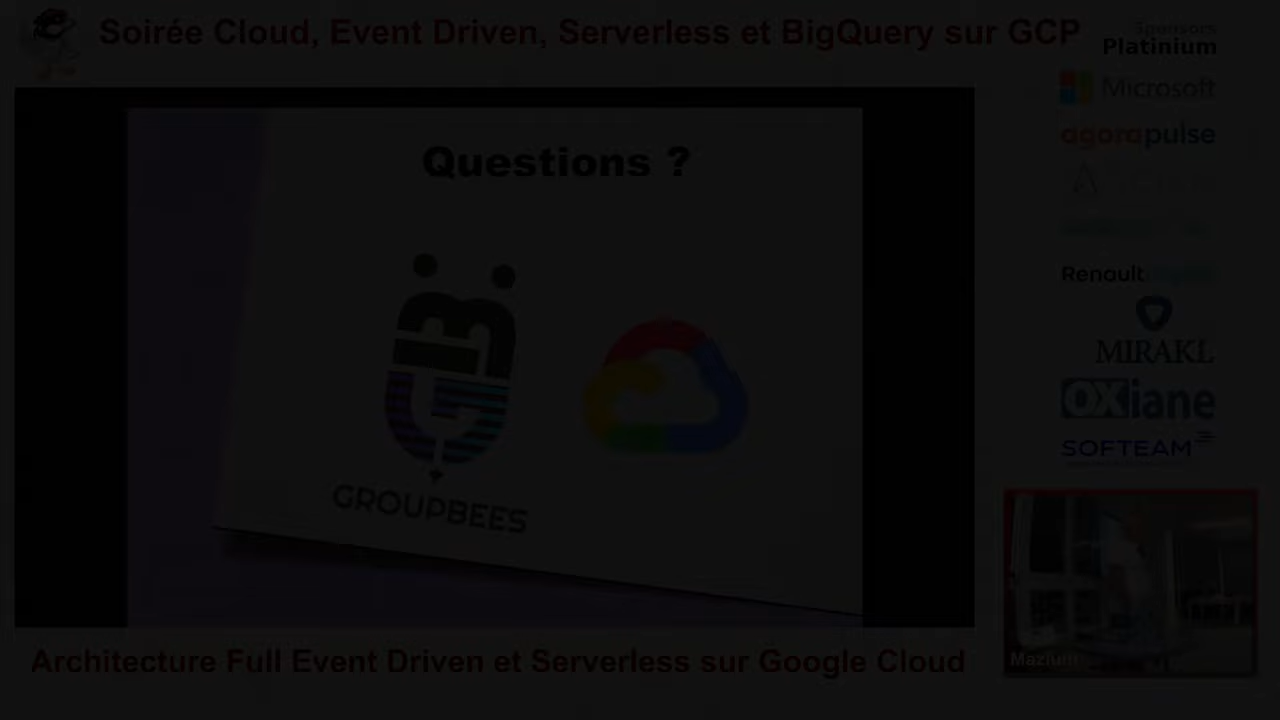 Soirée Cloud, Event Driven, Serverless et BigQuery sur GCP
Sponsors
Platinium
Microsoft
agorapulse
Questions ?
Renault
MIRAKL
OXiane
SOFTEAM
GROUPBEES
Architecture Full Event Driven et Serverless sur Google Cloud